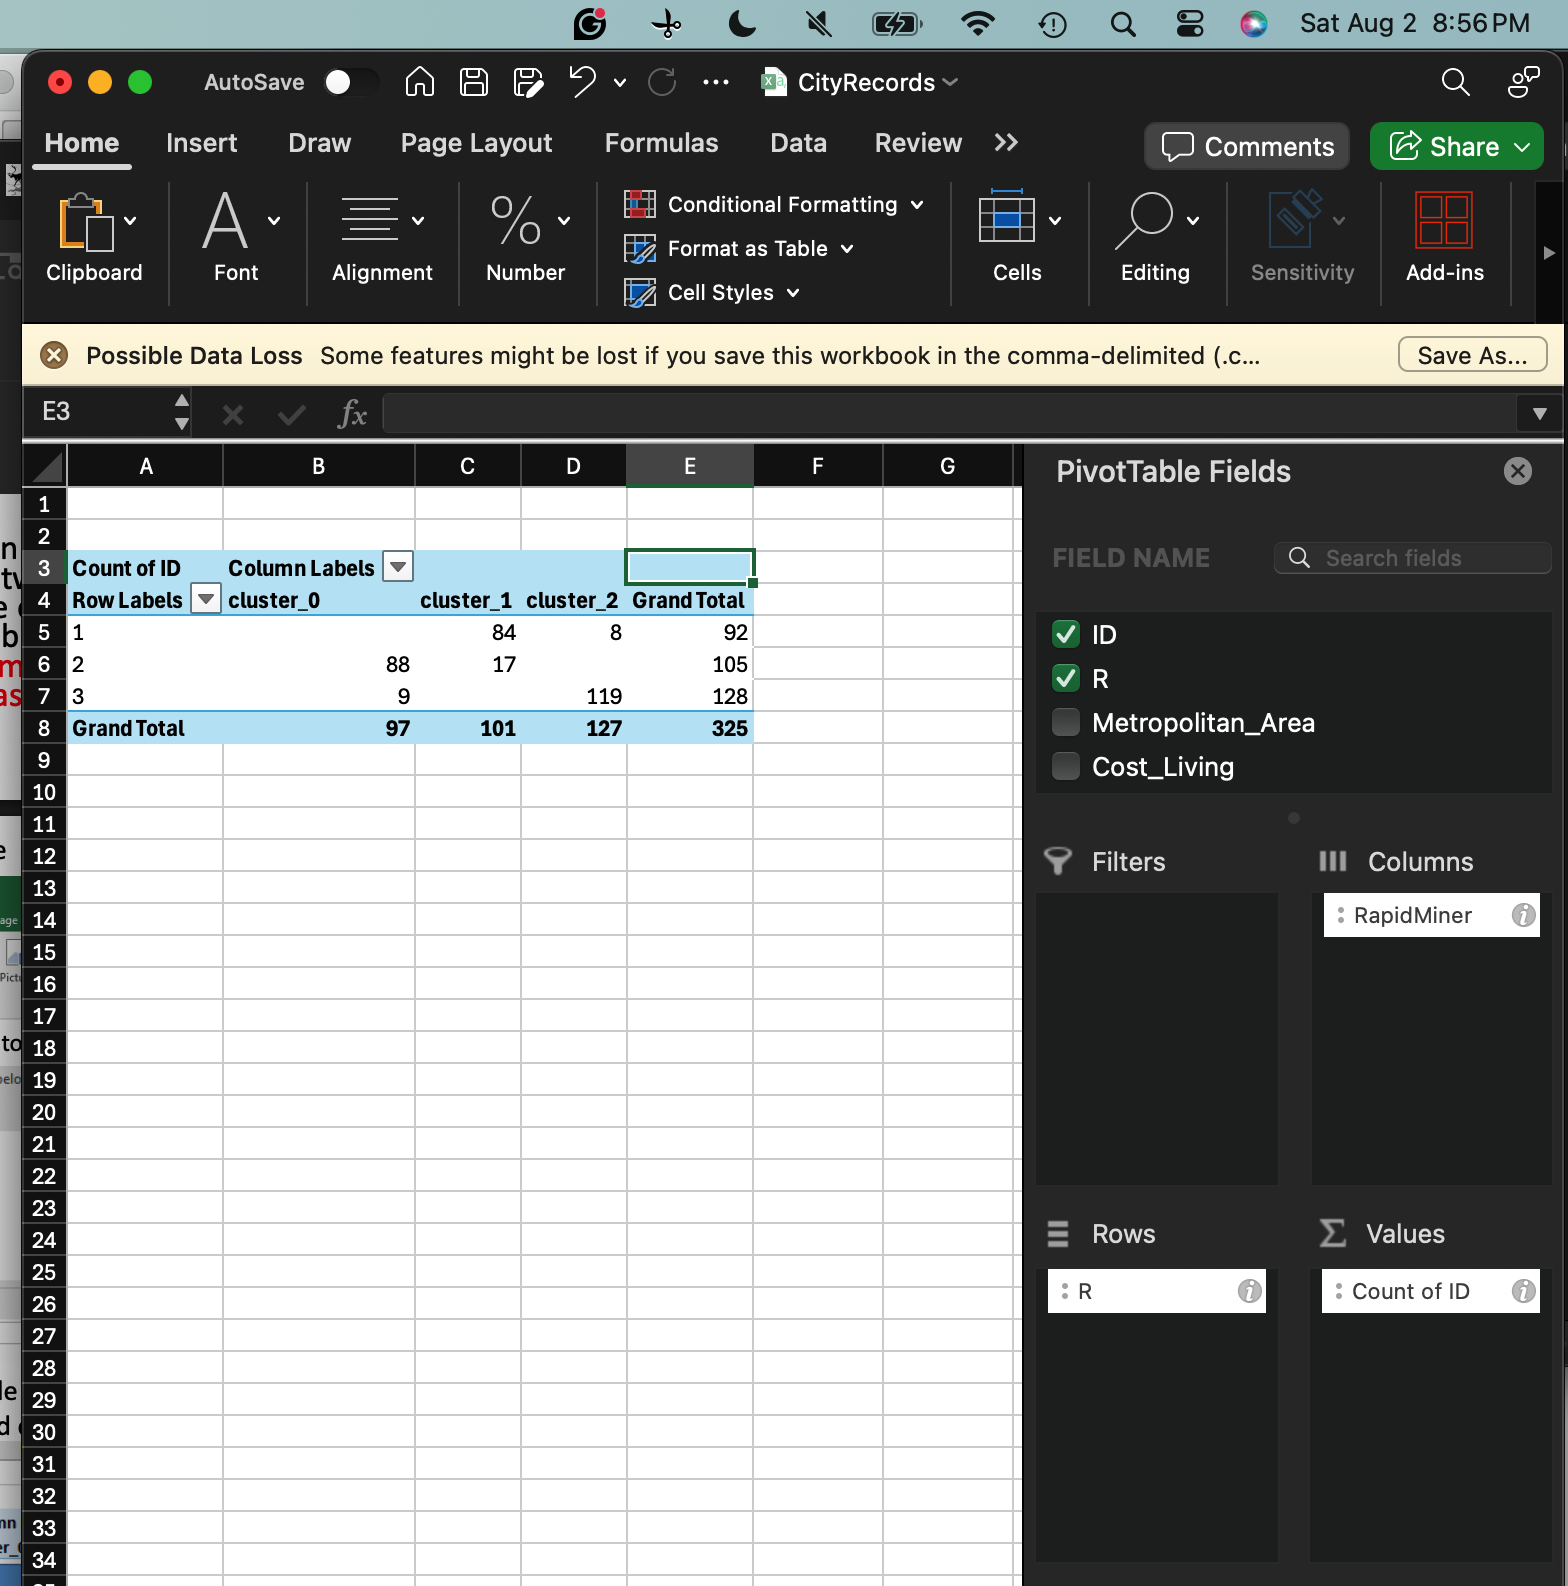 Sat Aug 2 8:56 PM
AutoSave CityRecords
Home Insert Draw Page Layout Formulas Data Review Comments Share
Clipboard Font Alignment Number
Conditional Formatting
Format as Table
Cell Styles
Cells Editing Sensitivity Add-ins
Possible Data Loss Some features might be lost if you save this workbook in the comma-delimited (.c... Save As...
E3 fx
A B C D E F G
1
2
3 Count of ID Column Labels
4 Row Labels cluster_0 cluster_1 cluster_2 Grand Total
5 1 84 8 92
6 2 88 17 105
7 3 9 119 128
8 Grand Total 97 101 127 325
9
10
11
12
13
14
15
16
17
18
19
20
21
22
23
24
25
26
27
28
29
30
31
32
33
34
PivotTable Fields
FIELD NAME Search fields
ID
R
Metropolitan_Area
Cost_Living
Filters Columns
RapidMiner
Rows Values
R Count of ID